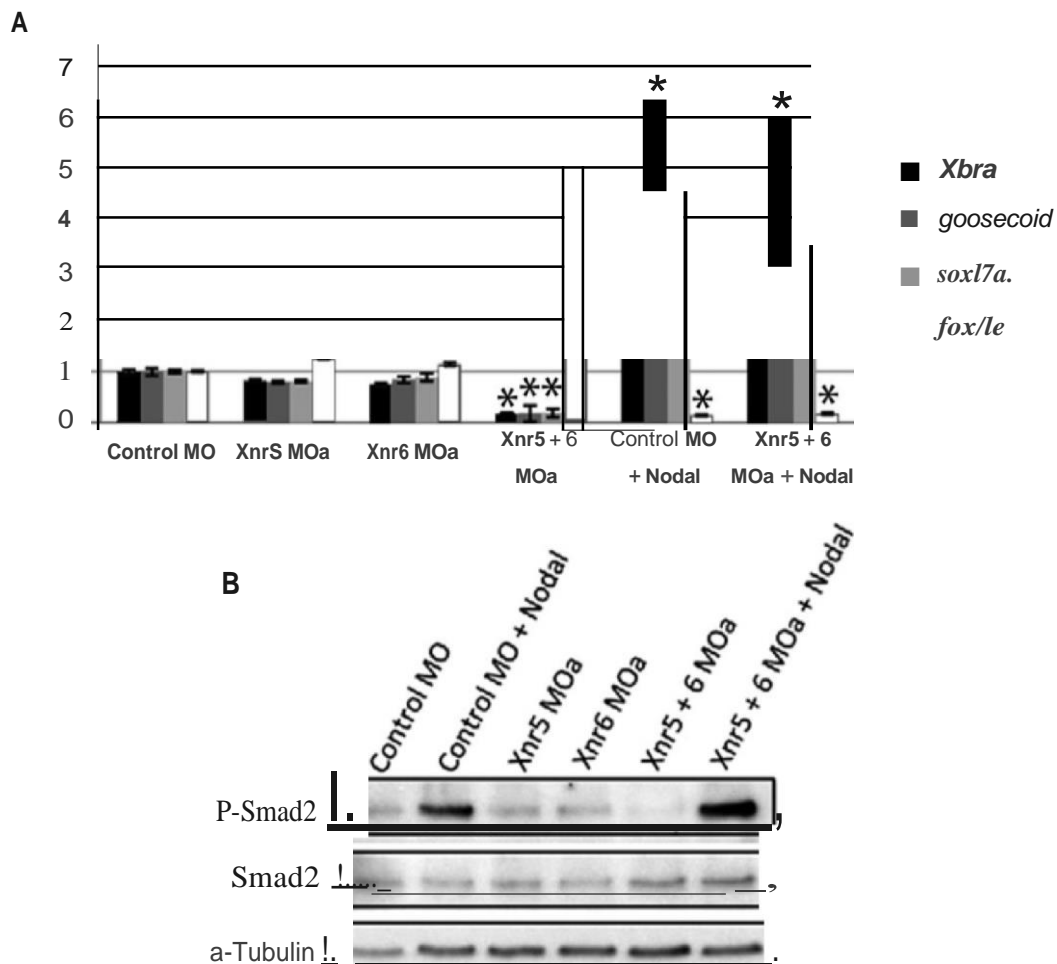 A
7
6
5
4
3
2
1
0
* * * * * * *
Xbra
goosecoid
soxl7a.
fox/le
Control MO
XnrS MOa
Xnr6 MOa
Xnr5 + 6
MOa
Control MO
+ Nodal
Xnr5 + 6
MOa + Nodal
B
Control MO
Control MO + Nodal
Xnr5 MOa
Xnr6 MOa
Xnr5 + 6 MOa
Xnr5 + 6 MOa + Nodal
P-Smad2
Smad2
a-Tubulin